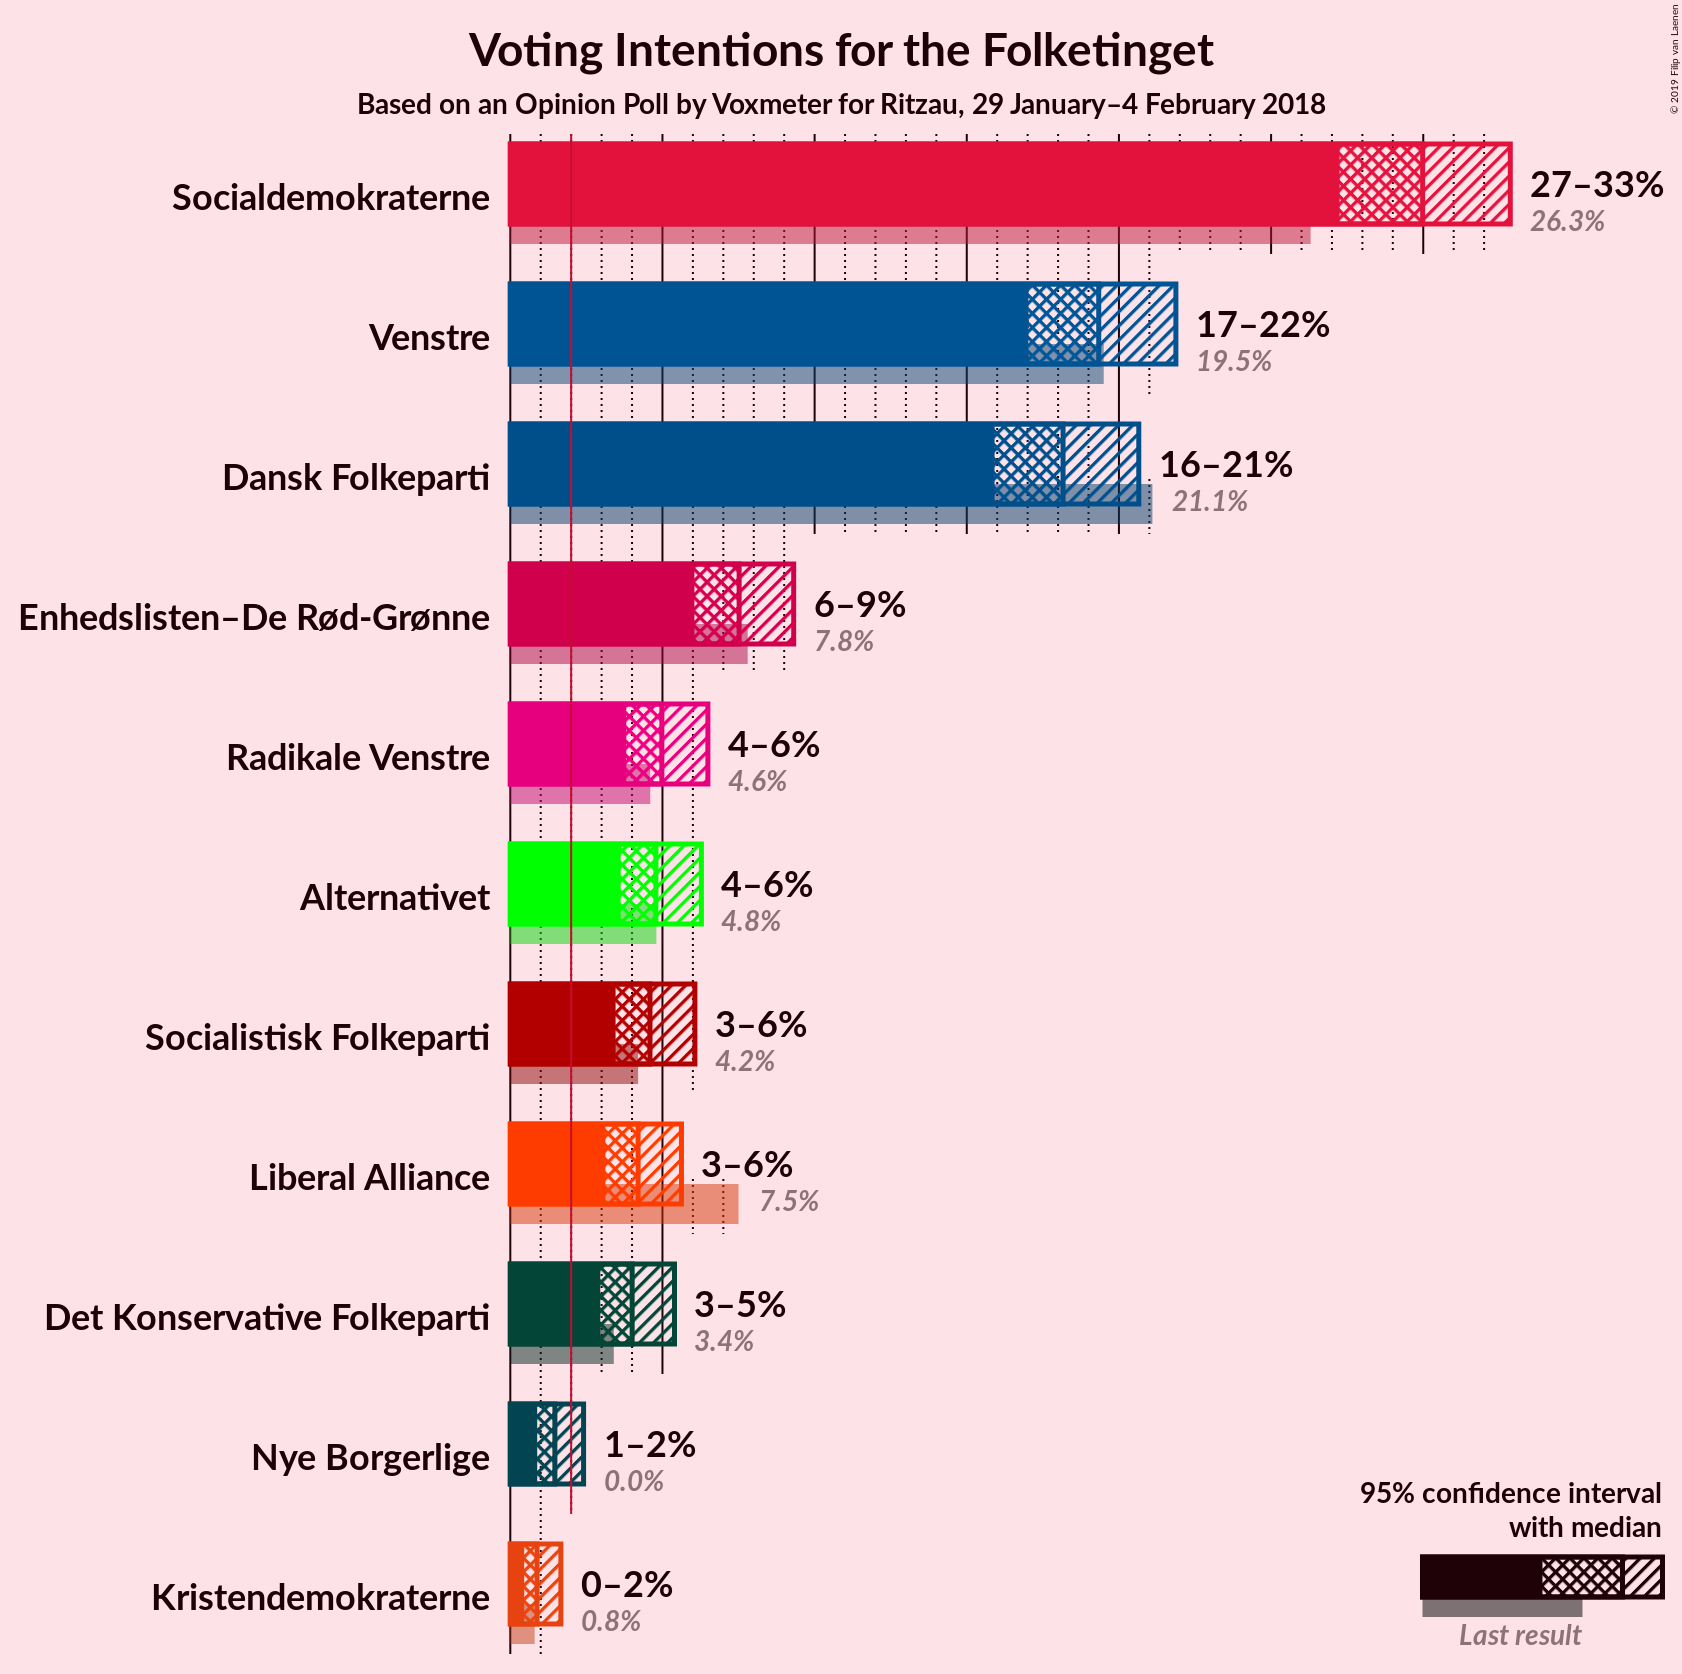 Voting Intentions for the Folketinget
Based on an Opinion Poll by Voxmeter for Ritzau, 29 January–4 February 2018
© 2019 Filip van Laenen
Socialdemokraterne
27–33%
26.3%
Venstre
17–22%
19.5%
Dansk Folkeparti
16–21%
21.1%
Enhedslisten–De Rød-Grønne
6–9%
7.8%
Radikale Venstre
4–6%
4.6%
Alternativet
4–6%
4.8%
Socialistisk Folkeparti
3–6%
4.2%
Liberal Alliance
3–6%
7.5%
Det Konservative Folkeparti
3–5%
3.4%
Nye Borgerlige
1–2%
0.0%
Kristendemokraterne
0–2%
0.8%
95% confidence interval
with median
Last result